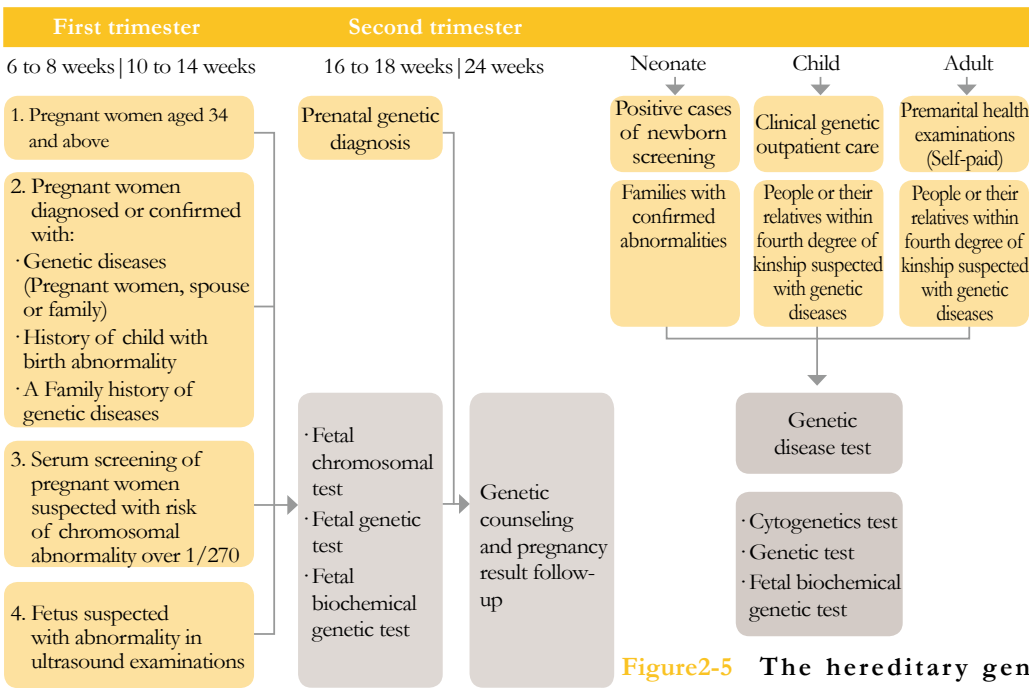 First trimester
Second trimester
6 to 8 weeks|10 to 14 weeks
16 to 18 weeks|24 weeks
1. Pregnant women aged 34
and above
2. Pregnant women
diagnosed or confirmed
with:
· Genetic diseases
(Pregnant women, spouse
or family)
· History of child with
birth abnormality
· A Family history of
genetic diseases
3. Serum screening of
pregnant women
suspected with risk
of chromosomal
abnormality over 1/270
4. Fetus suspected
with abnormality in
ultrasound examinations
Prenatal genetic
diagnosis
· Fetal
chromosomal
test
· Fetal genetic
test
· Fetal
biochemical
genetic test
Genetic
counseling
and pregnancy
result follow-
up
Neonate
Positive cases
of newborn
screening
Families with
confirmed
abnormalities
Child
Clinical genetic
outpatient care
People or their
relatives within
fourth degree of
kinship suspected
with genetic
diseases
Adult
Premarital health
examinations
(Self-paid)
People or their
relatives within
fourth degree of
kinship suspected
with genetic
diseases
Genetic
disease test
· Cytogenetics test
· Genetic test
· Fetal biochemical
genetic test
Figure2-5 The hereditary gen